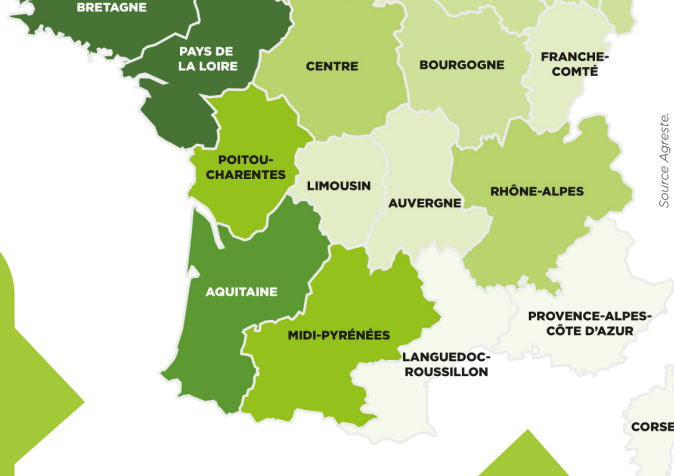 BRETAGNE
PAYS DE
LA LOIRE
CENTRE
BOURGOGNE
FRANCHE-
COMTÉ
POITOU-
CHARENTES
LIMOUSIN
AUVERGNE
RHÔNE-ALPES
Source Agreste.
AQUITAINE
MIDI-PYRÉNÉES
LANGUEDOC-
ROUSSILLON
PROVENCE-ALPES-
CÔTE D'AZUR
CORSE